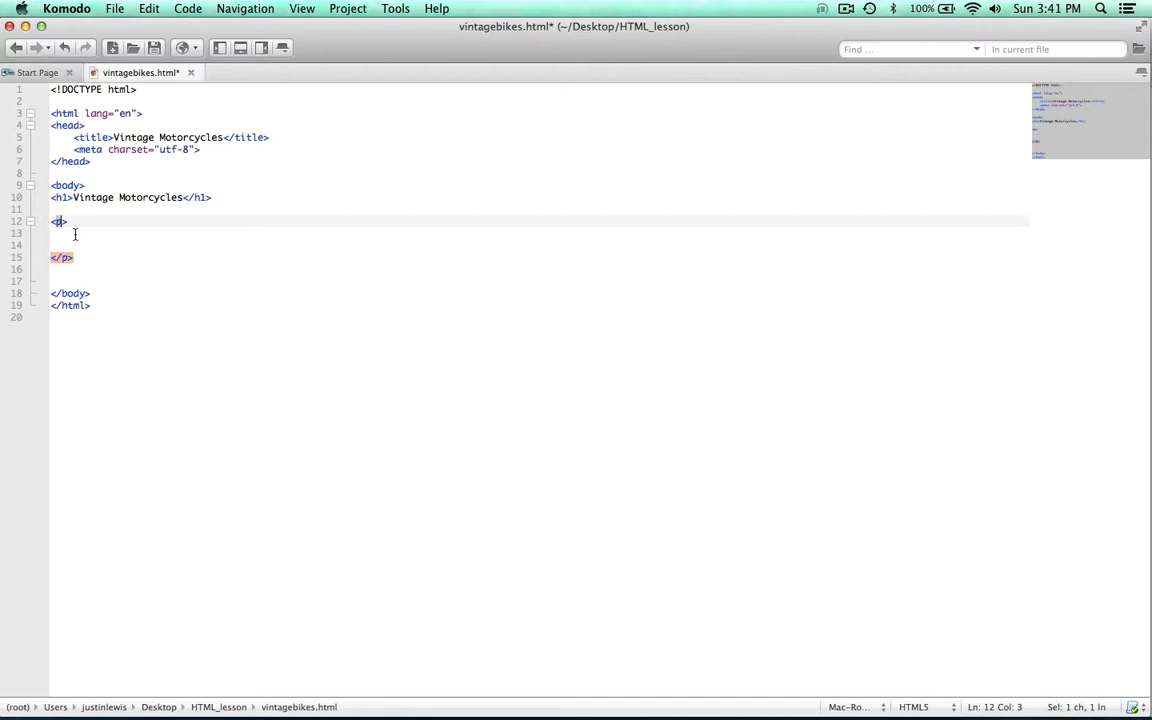 Komodo File Edit Code Navigation View Project Tools Help 100% Sun 3:41 PM
vintagebikes.html* (~/Desktop/HTML_lesson)
Find ... In current file
Start Page vintagebikes.html*
1 <!DOCTYPE html>
2
3 <html lang="en">
4 <head>
5 <title>Vintage Motorcycles</title>
6 <meta charset="utf-8">
7 </head>
8
9 <body>
10 <h1>Vintage Motorcycles</h1>
11
12 <p>
13
14
15 </p>
16
17
18 </body>
19 </html>
20
(root) Users justinlewis Desktop HTML_lesson vintagebikes.html Mac-Ro... HTML5 Ln: 12 Col: 3 Sel: 1 ch, 1 ln